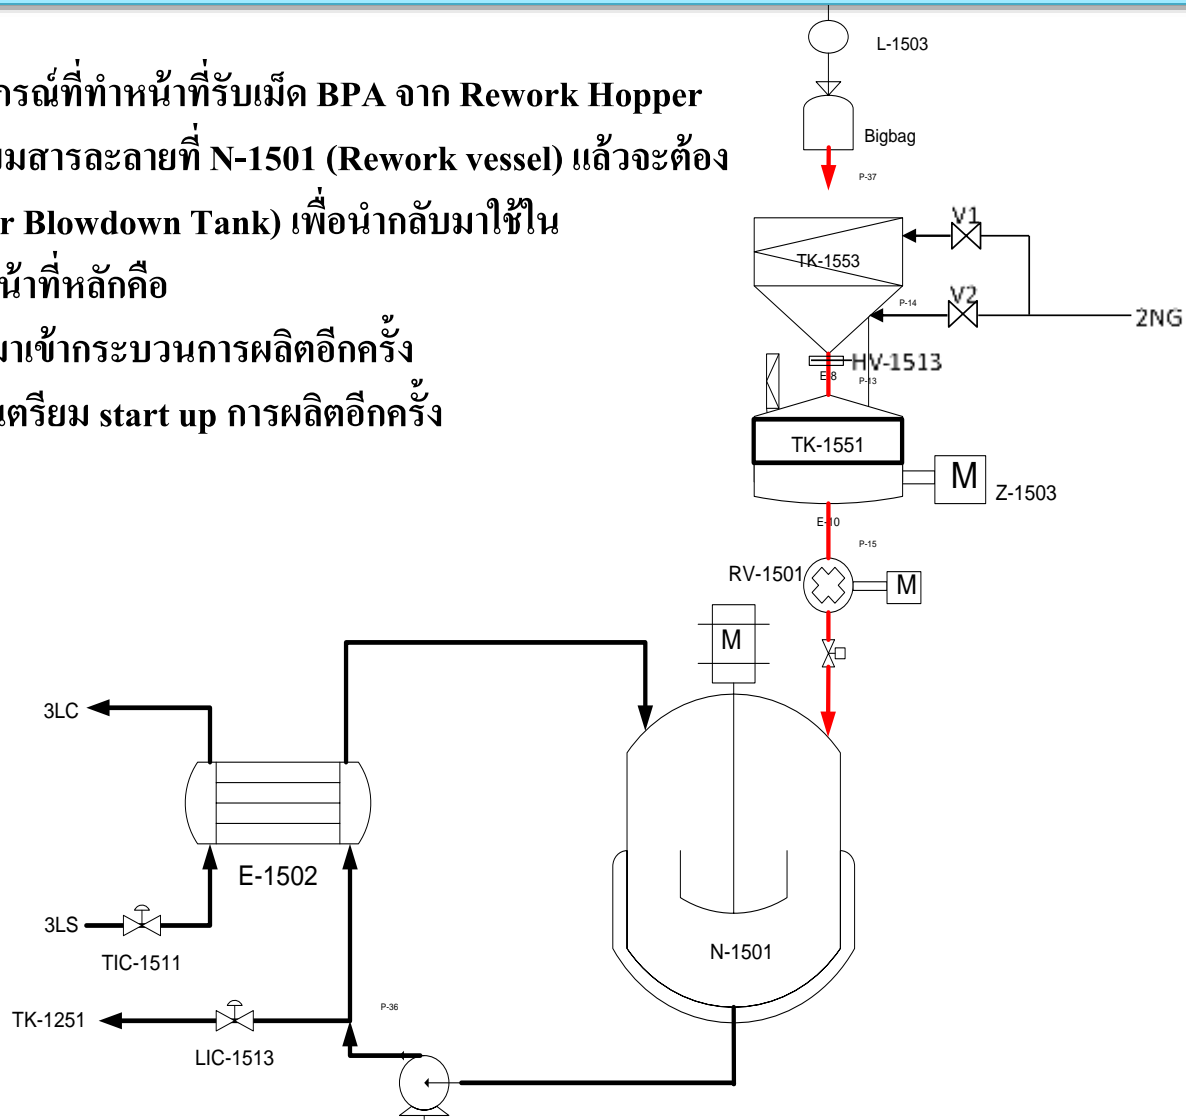 L-1503
กรณ์ที่ทำหน้าที่รับเม็ด BPA จาก Rework Hopper
Bigbag
ยมสารละลายที่ N-1501 (Rework vessel) แล้วจะต้อง
P-37
r Blowdown Tank) เพื่อนำกลับมาใช้ใน
V1
TK-1553
น้าที่หลักคือ
V2
P-14
2NG
มาเข้ากระบวนการผลิตอีกครั้ง
HV-1513
E-8
P-13
นเตรียม start up การผลิตอีกครั้ง
TK-1551
M
Z-1503
E-10
P-15
RV-1501
M
M
3LC
E-1502
3LS
N-1501
TIC-1511
P-36
TK-1251
LIC-1513